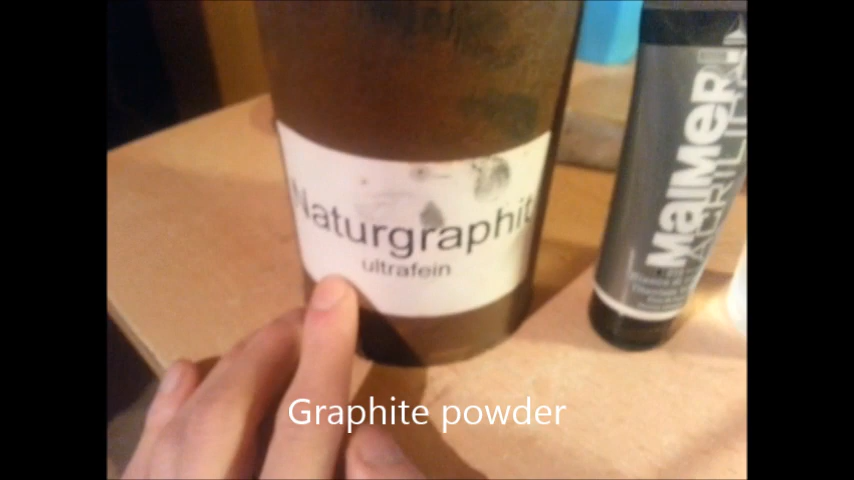 Naturgraphit
ultrafein
MaIMERI
ACRILICO
Graphite powder